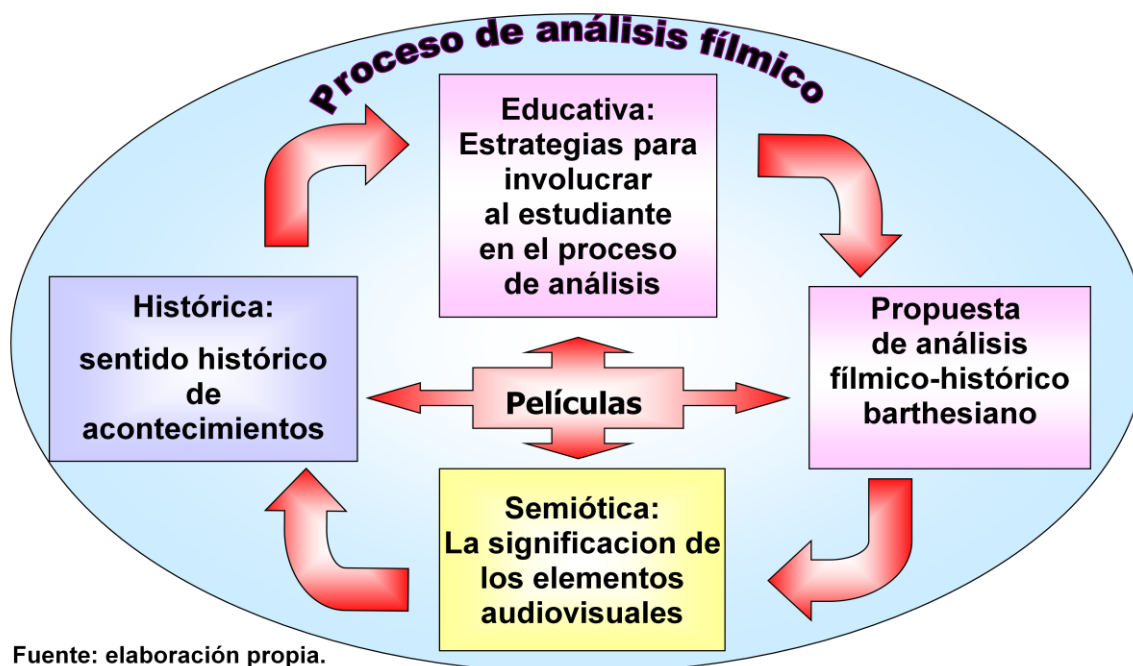 Proceso de análisis fílmico
Educativa:
Estrategias para
involucrar
al estudiante
en el proceso
de análisis
Histórica:
sentido histórico
de
acontecimientos
Películas
Propuesta
de análisis
fílmico-histórico
barthesiano
Semiótica:
La significacion de
los elementos
audiovisuales
Fuente: elaboración propia.